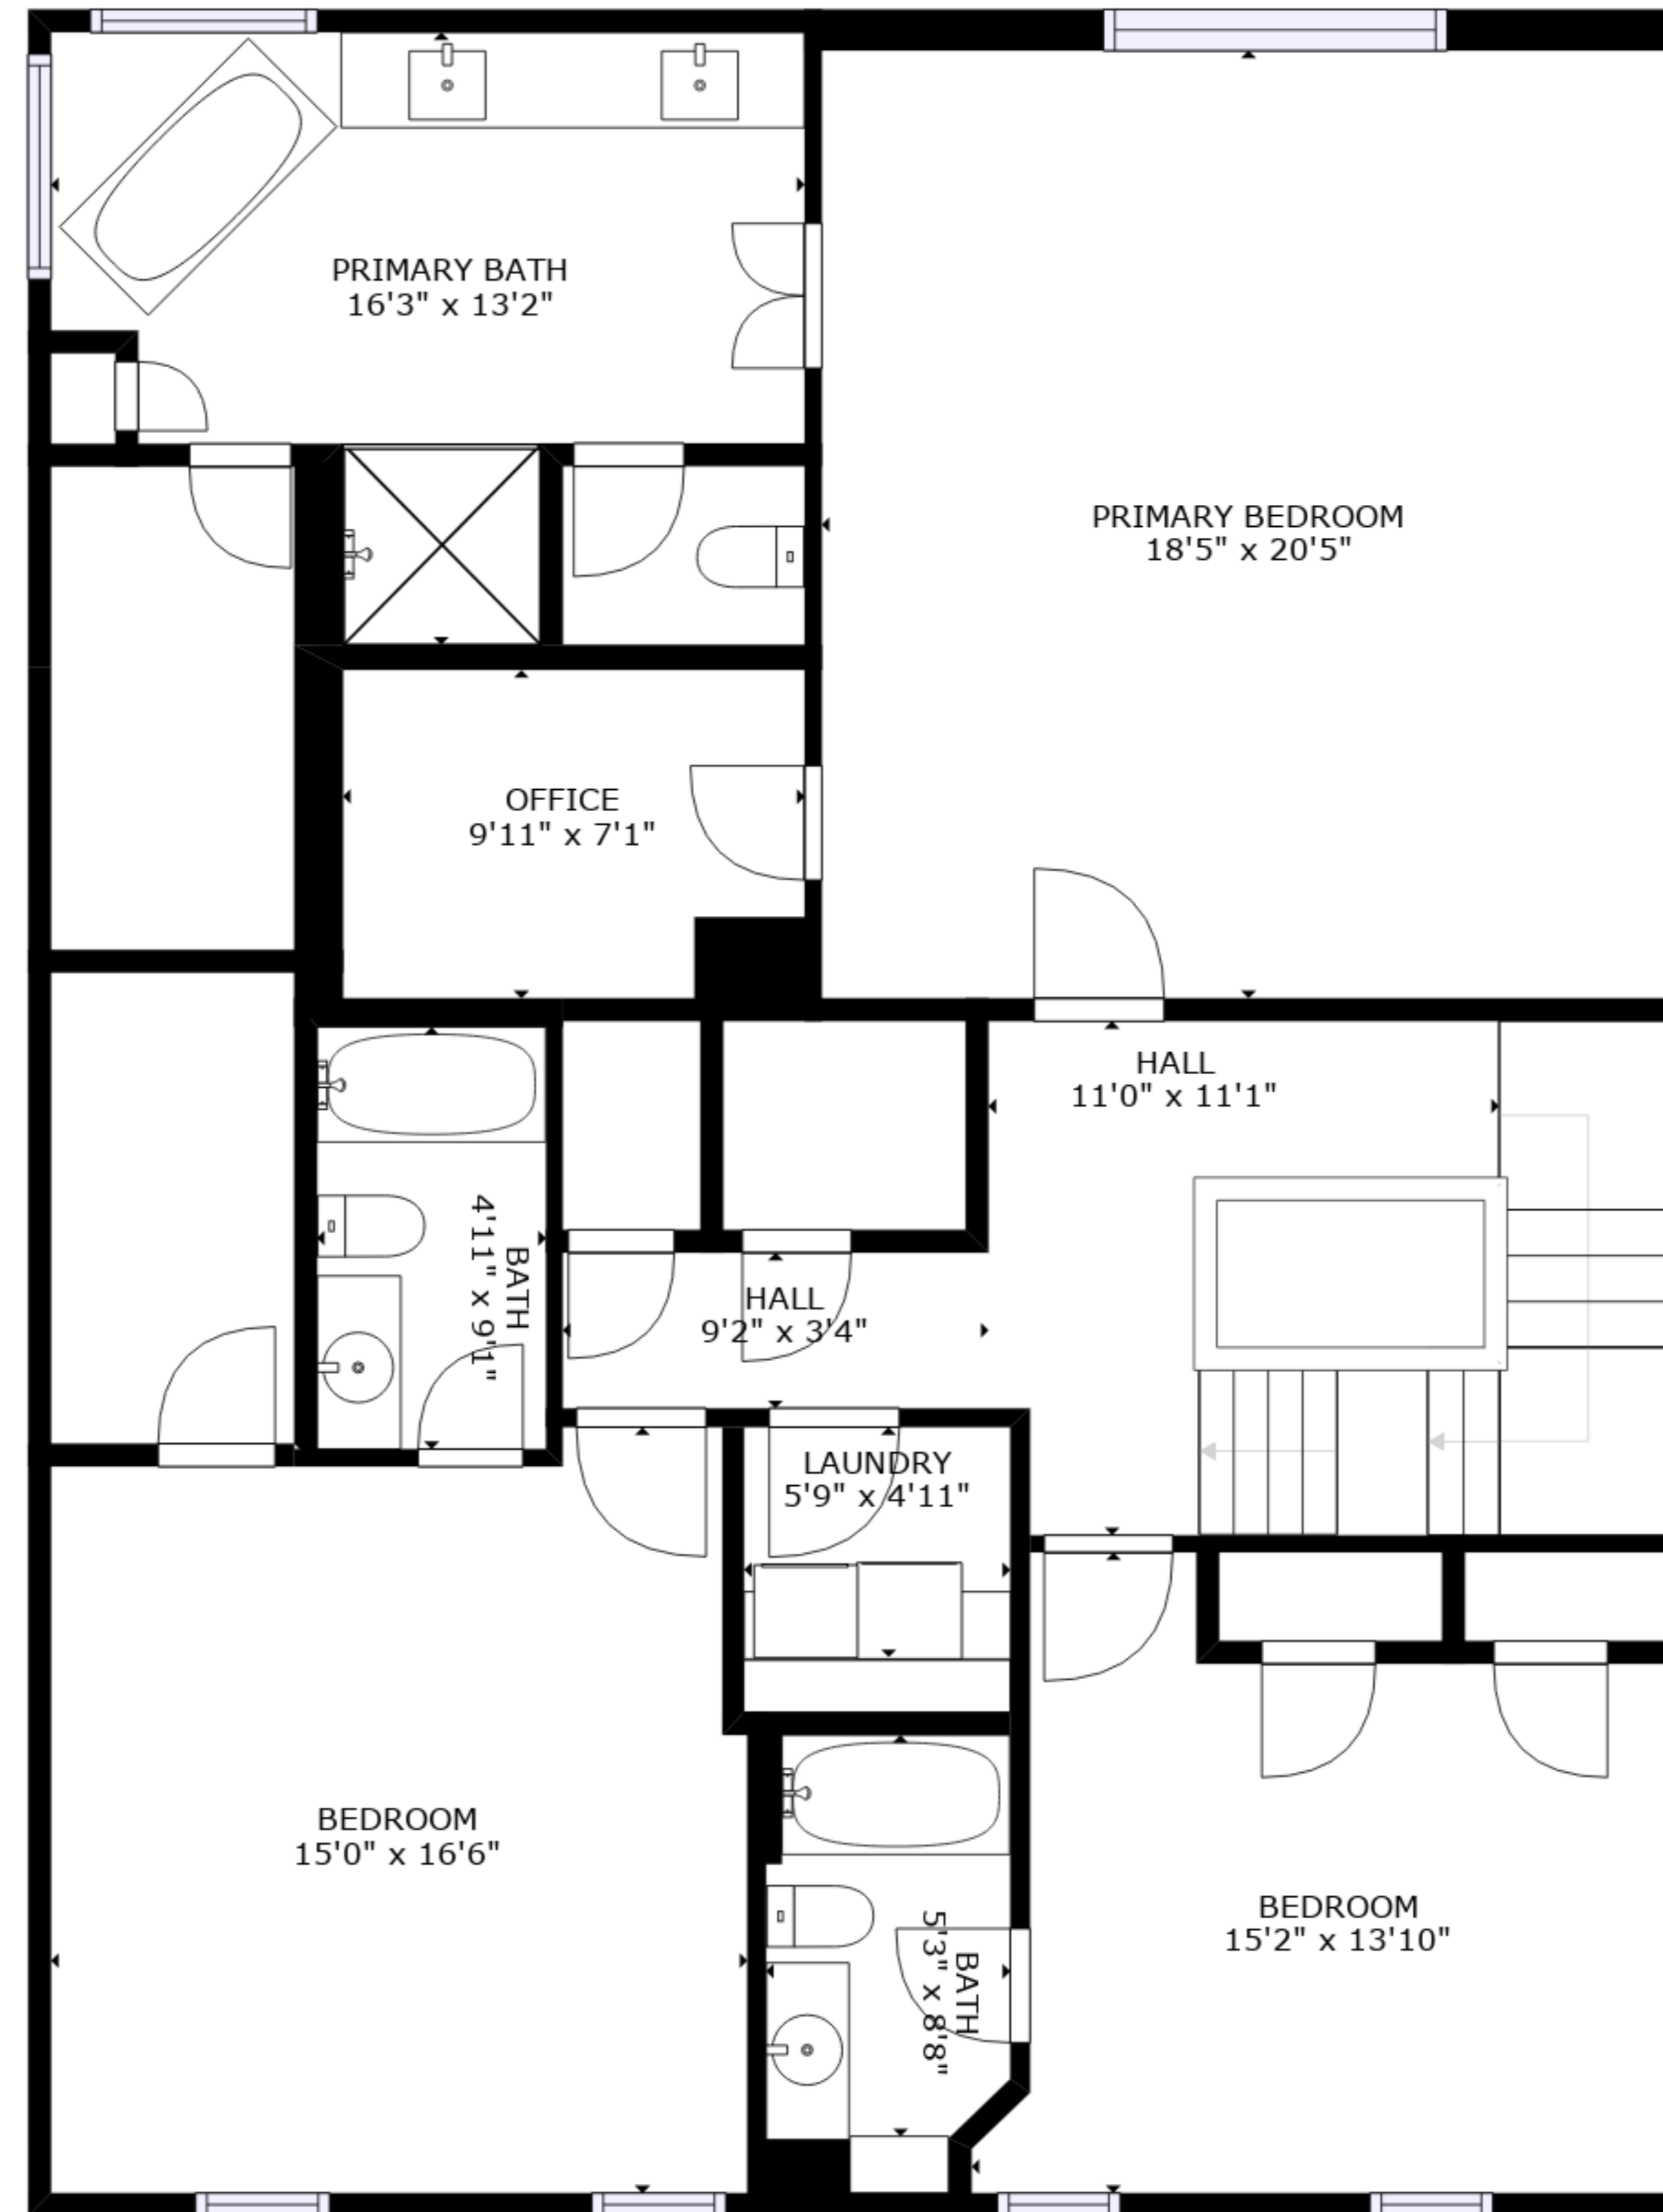 PRIMARY BATH
16'3" x 13'2"
PRIMARY BEDROOM
18'5" x 20'5"
OFFICE
9'11" x 7'1"
HALL
11'0" x 11'1"
BATH
4'11" x 9'1"
HALL
9'2" x 3'4"
LAUNDRY
5'9" x 4'11"
BEDROOM
15'0" x 16'6"
BEDROOM
15'2" x 13'10"
BATH
5'3" x 8'8"